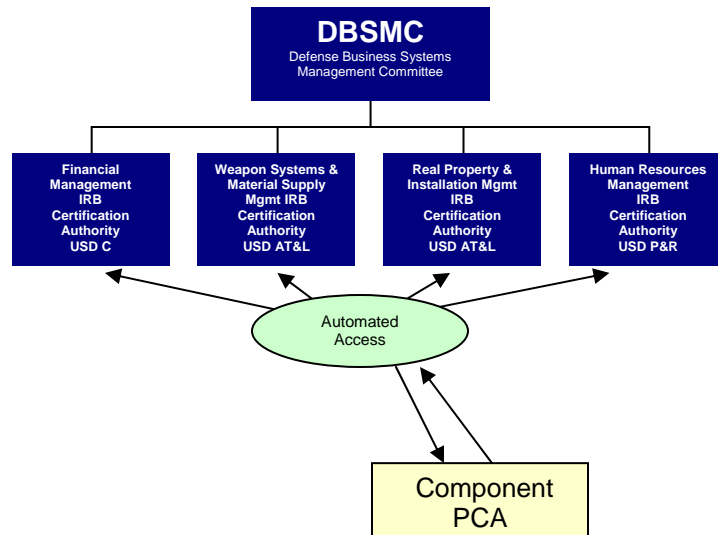 DBSMC
Defense Business Systems
Management Committee
Financial
Management
IRB
Certification
Authority
USD C
Weapon Systems &
Material Supply
Mgmt IRB
Certification
Authority
USD AT&L
Real Property &
Installation Mgmt
IRB
Certification
Authority
USD AT&L
Human Resources
Management
IRB
Certification
Authority
USD P&R
Automated
Access
Component
PCA